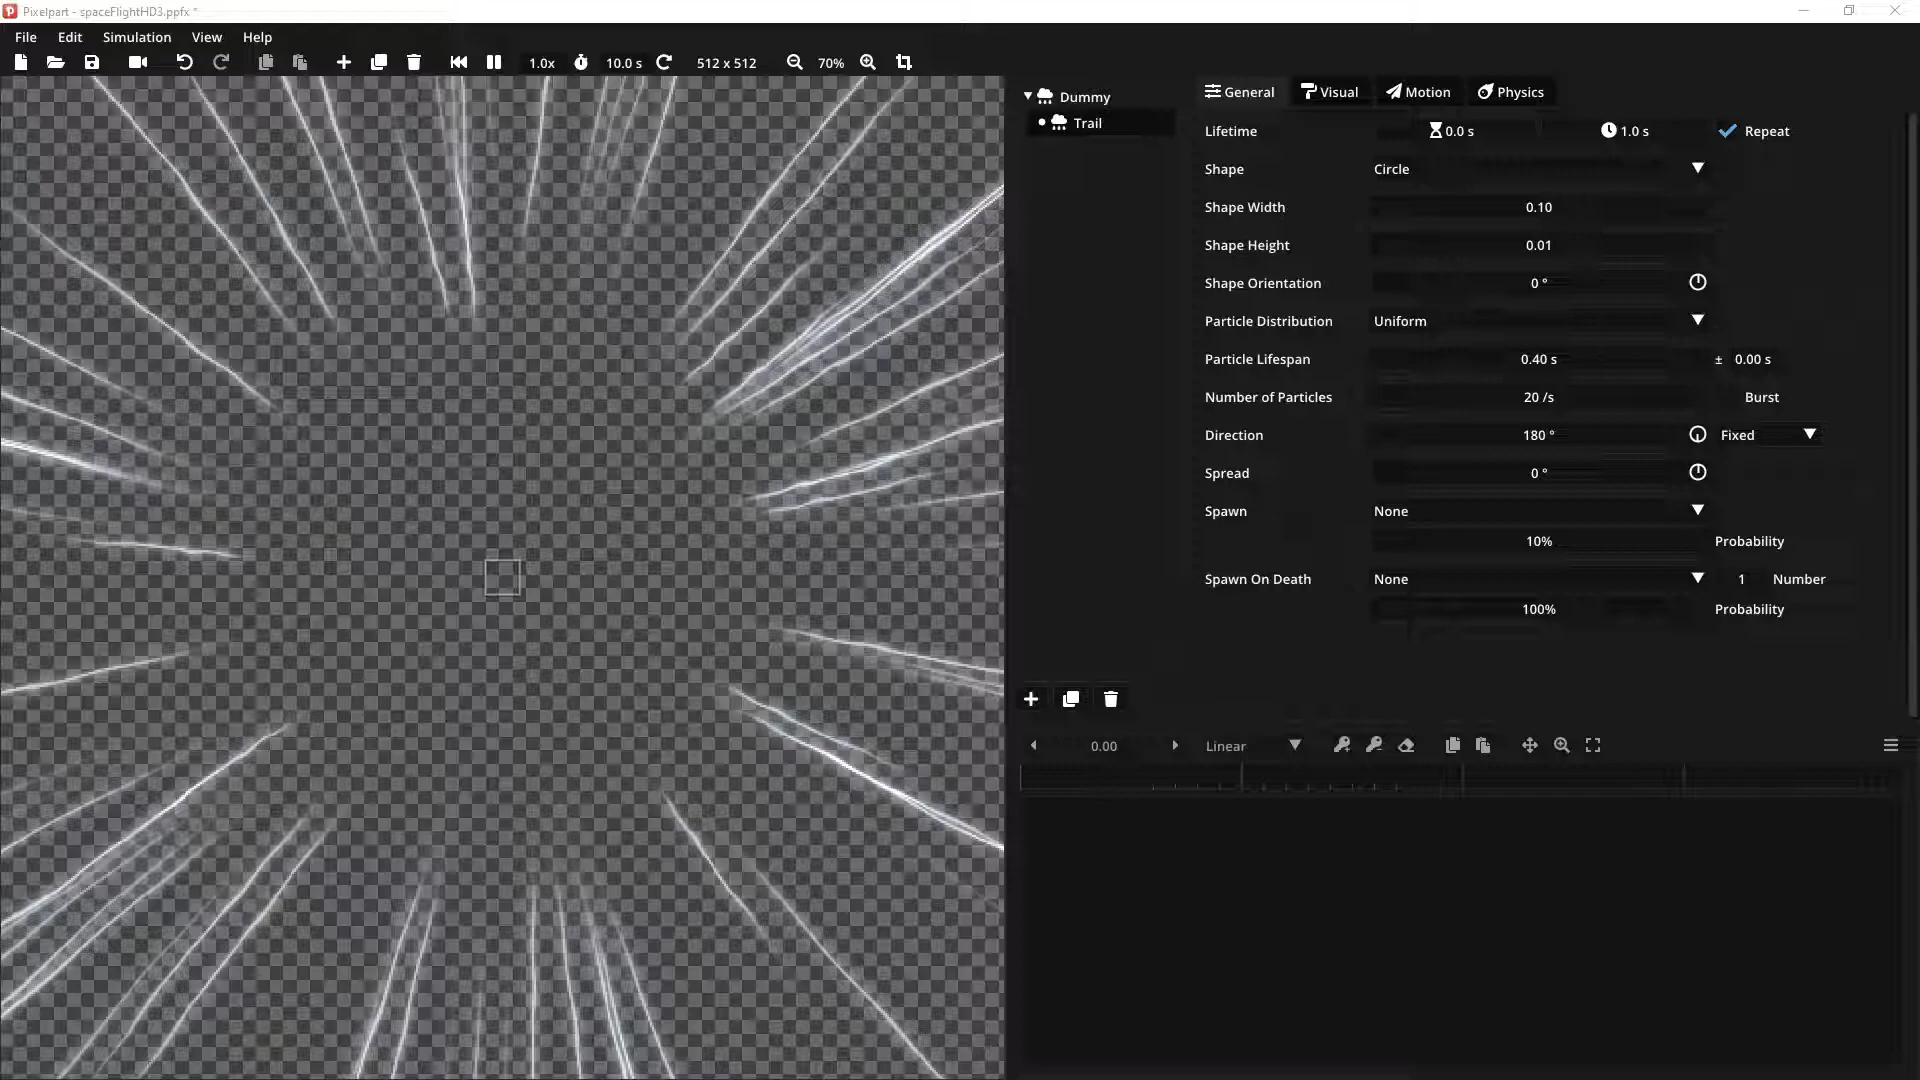 Pixelpart - spaceFlightHD3.ppfx *
File Edit Simulation View Help
1.0x 10.0 s 512 x 512 70%
Dummy
Trail
General Visual Motion Physics
Lifetime 0.0 s 1.0 s Repeat
Shape Circle
Shape Width 0.10
Shape Height 0.01
Shape Orientation 0 °
Particle Distribution Uniform
Particle Lifespan 0.40 s ± 0.00 s
Number of Particles 20 /s Burst
Direction 180 ° Fixed
Spread 0 °
Spawn None
10% Probability
Spawn On Death None 1 Number
100% Probability
0.00 Linear